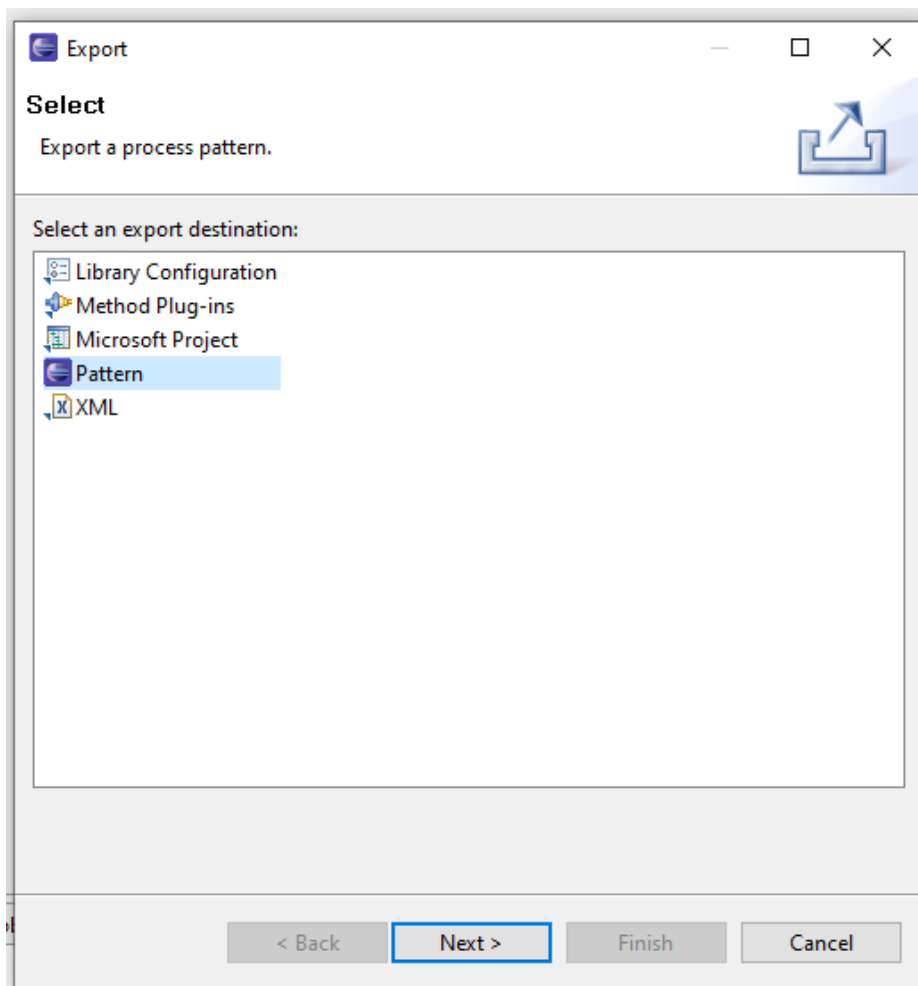 Export
Select
Export a process pattern.
Select an export destination:
Library Configuration
Method Plug-ins
Microsoft Project
Pattern
XML
< Back Next > Finish Cancel